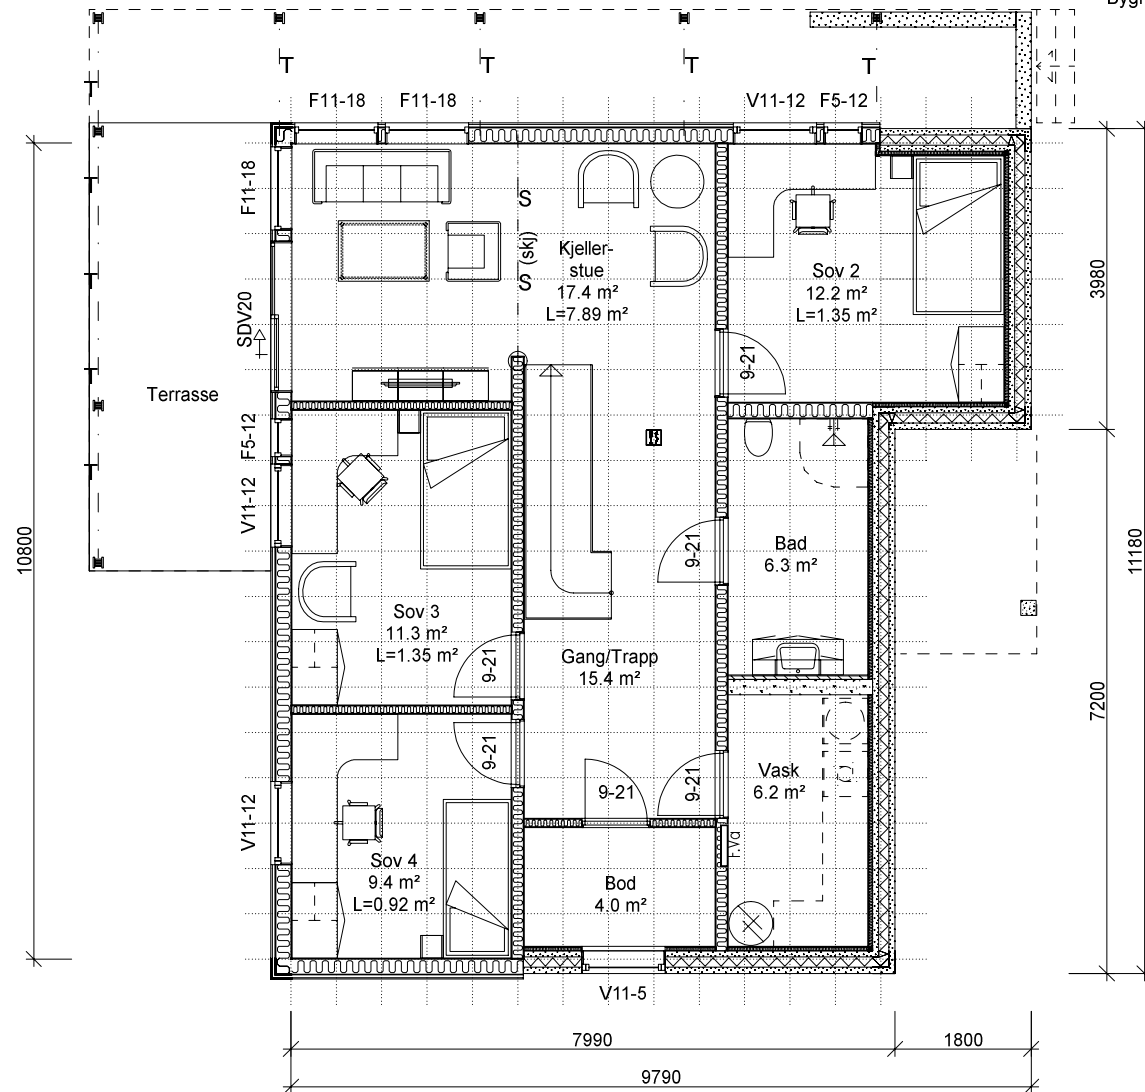 Bygn
T
T
T
T
F11-18
F11-18
V11-12
F5-12
T
T
T
T
T
F11-18
SDV20
F5-12
V11-12
V11-12
S
(skj)
S
Kjeller-
stue
17.4 m²
L=7.89 m²
Sov 2
12.2 m²
L=1.35 m²
9-21
Terrasse
Sov 3
11.3 m²
L=1.35 m²
9-21
Bad
6.3 m²
9-21
Gang/Trapp
15.4 m²
9-21
9-21
9-21
Vask
6.2 m²
F.Va
Sov 4
9.4 m²
L=0.92 m²
Bod
4.0 m²
V11-5
10800
3980
11180
7200
7990
1800
9790